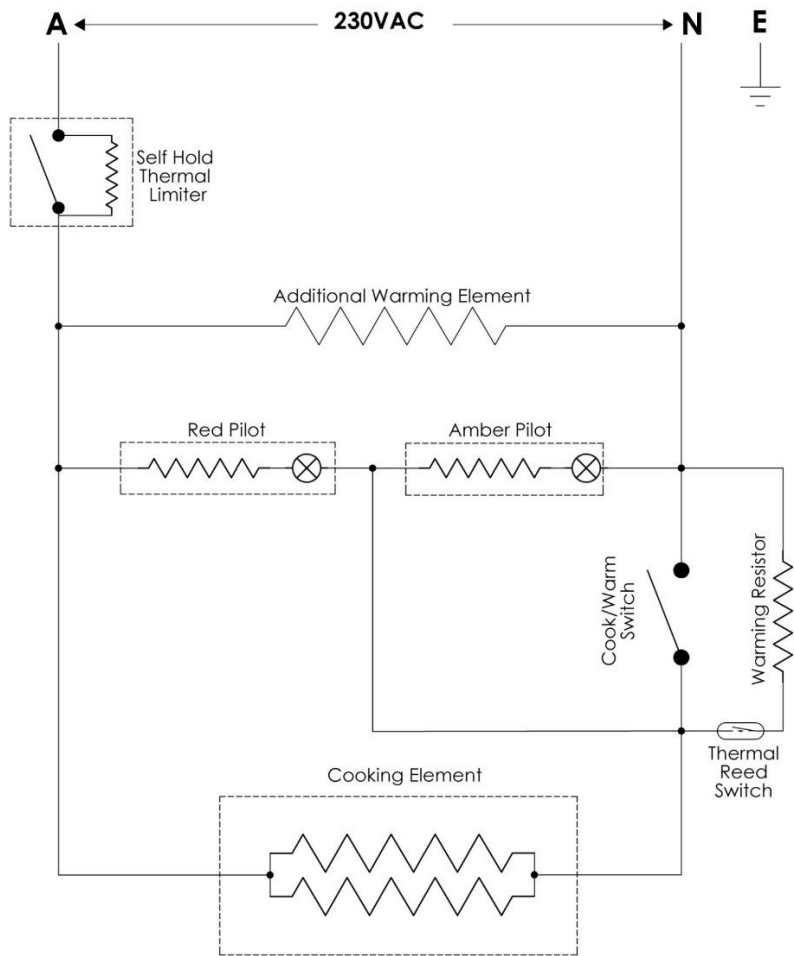 A 230VAC N E
Self Hold
Thermal
Limiter
Additional Warming Element
Red Pilot
Amber Pilot
Cook/Warm
Switch
Warming Resistor
Thermal
Reed
Switch
Cooking Element